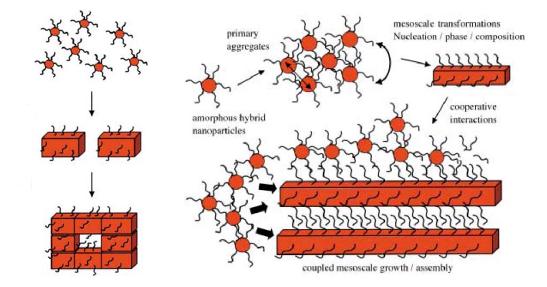 primary
aggregates
mesoscale transformations
Nucleation / phase / composition
amorphous hybrid
nanoparticles
cooperative
interactions
coupled mesoscale growth / assembly